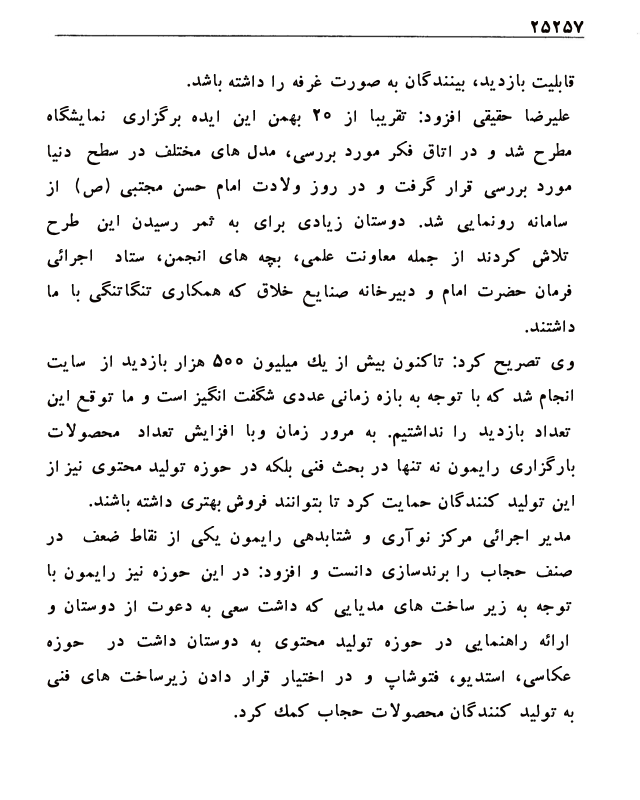 ۲۵۲۵۷
قابلیت بازدید، بینندگان به صورت غرفه را داشته باشد.
علیرضا حقیقی افزود: تقریبا از ۲۰ بهمن این ایده برگزاری نمایشگاه
مطرح شد و در اتاق فکر مورد بررسی، مدل های مختلف در سطح دنیا
مورد بررسی قرار گرفت و در روز ولادت امام حسن مجتبی (ص) از
سامانه رونمایی شد. دوستان زیادی برای به ثمر رسیدن این طرح
تلاش کردند از جمله معاونت علمی، بچه های انجمن، ستاد اجرائی
فرمان حضرت امام و دبیرخانه صنایع خلاق که همکاری تنگاتنگی با ما
داشتند.
وی تصریح کرد: تاکنون بیش از یك میلیون ۵۰۰ هزار بازدید از سایت
انجام شد که با توجه به بازه زمانی عددی شگفت انگیز است و ما توقع این
تعداد بازدید را نداشتیم. به مرور زمان وبا افزایش تعداد محصولات
بارگزاری رایمون نه تنها در بحث فنی بلکه در حوزه تولید محتوی نیز از
این تولید کنندگان حمایت کرد تا بتوانند فروش بهتری داشته باشند.
مدیر اجرائی مرکز نوآری و شتابدهی رایمون یکی از نقاط ضعف در
صنف حجاب را برندسازی دانست و افزود: در این حوزه نیز رایمون با
توجه به زیر ساخت های مدیایی که داشت سعی به دعوت از دوستان و
ارائه راهنمایی در حوزه تولید محتوی به دوستان داشت در حوزه
عکاسی، استدیو، فتوشاپ و در اختیار قرار دادن زیرساخت های فنی
به تولید کنندگان محصولات حجاب کمك کرد.